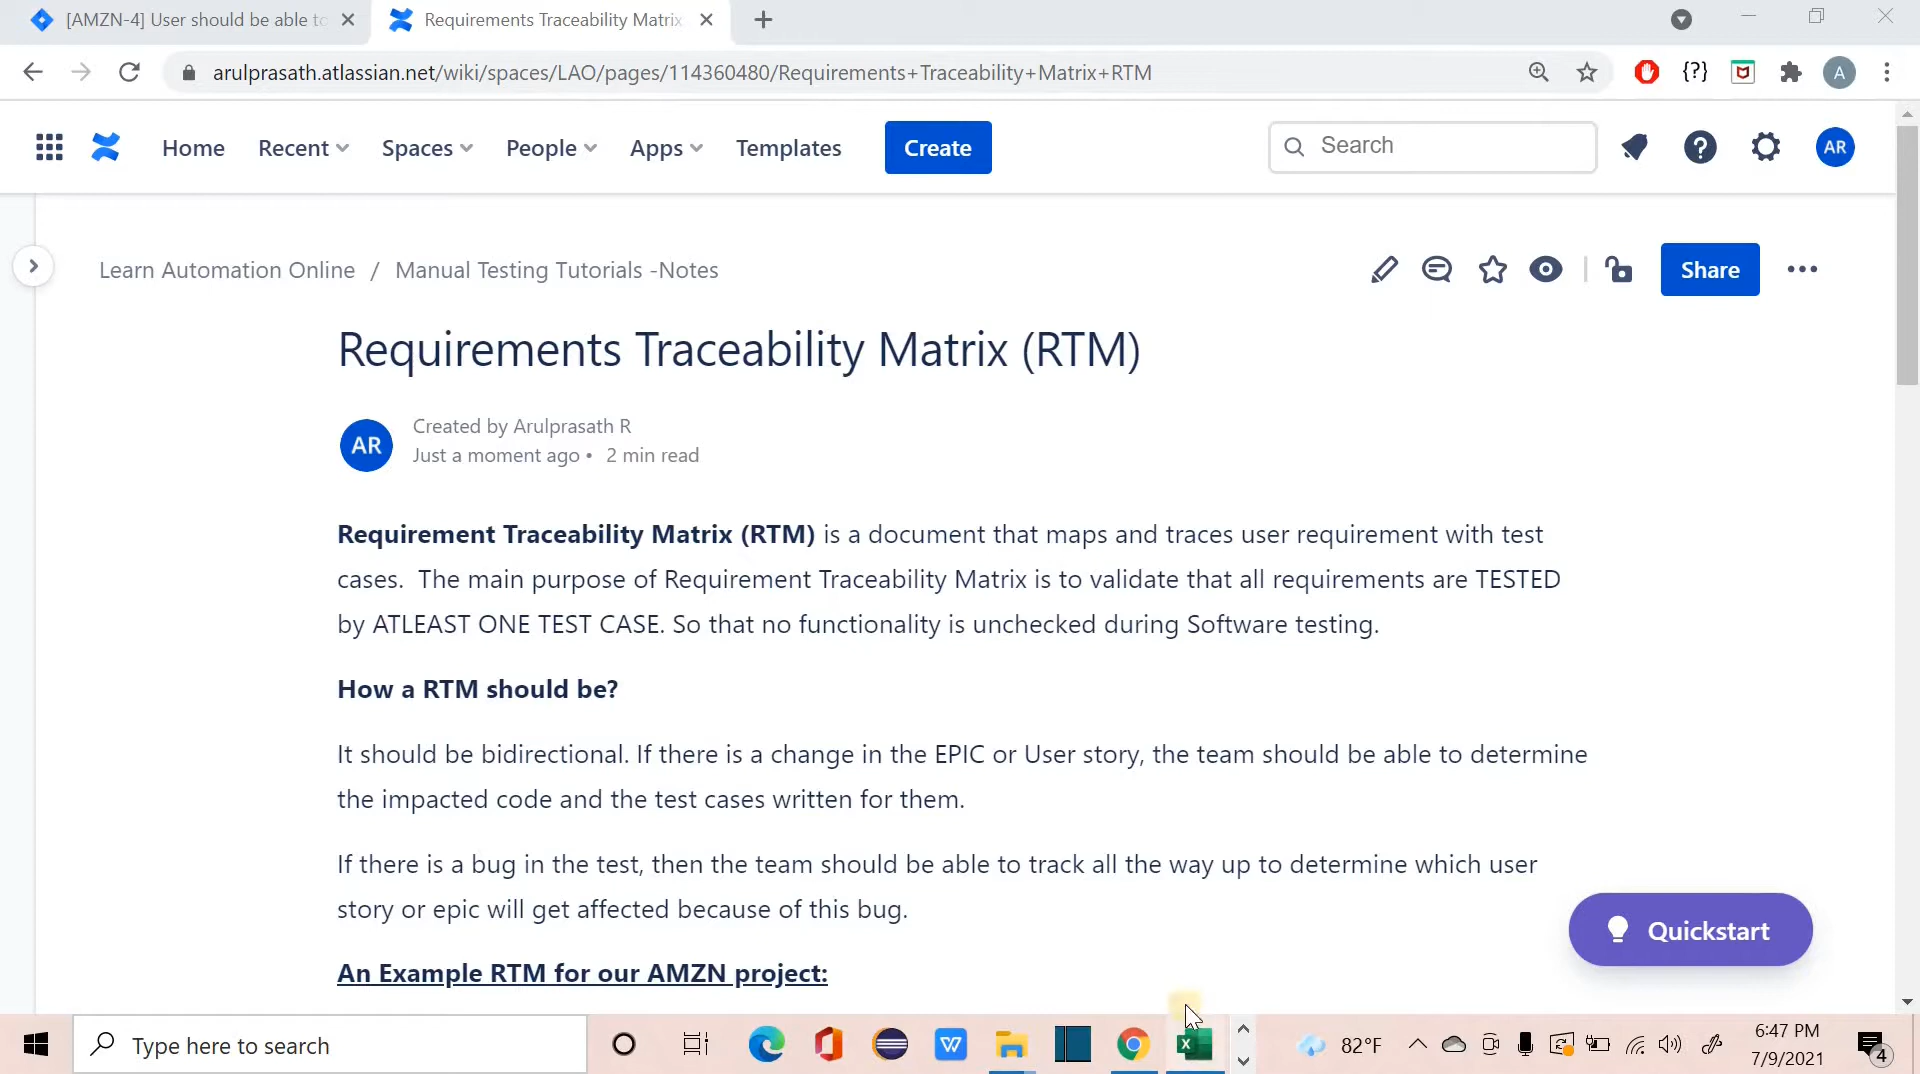 [AMZN-4] User should be able to
Requirements Traceability Matrix
arulprasath.atlassian.net/wiki/spaces/LAO/pages/114360480/Requirements+Traceability+Matrix+RTM
{?}
A
Home
Recent
Spaces
People
Apps
Templates
Create
Search
AR
Learn Automation Online / Manual Testing Tutorials -Notes
Share
Requirements Traceability Matrix (RTM)
AR
Created by Arulprasath R
Just a moment ago • 2 min read
Requirement Traceability Matrix (RTM) is a document that maps and traces user requirement with test
cases. The main purpose of Requirement Traceability Matrix is to validate that all requirements are TESTED
by ATLEAST ONE TEST CASE. So that no functionality is unchecked during Software testing.
How a RTM should be?
It should be bidirectional. If there is a change in the EPIC or User story, the team should be able to determine
the impacted code and the test cases written for them.
If there is a bug in the test, then the team should be able to track all the way up to determine which user
story or epic will get affected because of this bug.
Quickstart
An Example RTM for our AMZN project:
Type here to search
82°F
6:47 PM
7/9/2021
4